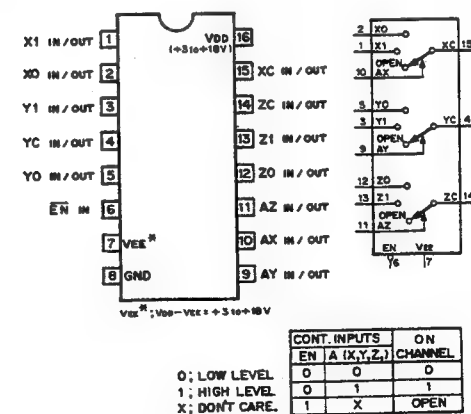 X1 IN/OUT 1
X0 IN/OUT 2
Y1 IN/OUT 3
YC IN/OUT 4
Y0 IN/OUT 5
EN IN 6
7 VEE*
8 GND
VDD 16
(+3 to +18V)
15 XC IN/OUT
14 ZC IN/OUT
13 Z1 IN/OUT
12 Z0 IN/OUT
11 AZ IN/OUT
10 AX IN/OUT
9 AY IN/OUT
VEE*; VDD-VEE = +3 to +18V
2 X0
1 X1
XC 15
OPEN
10 AX
5 Y0
3 Y1
YC 4
OPEN
9 AY
12 Z0
13 Z1
ZC 14
OPEN
11 AZ
EN VEE
6 7
CONT. INPUTS ON CHANNEL
EN A (X,Y,Z,)
0 0 0
0 1 1
1 X OPEN
0; LOW LEVEL
1; HIGH LEVEL
X; DON'T CARE.